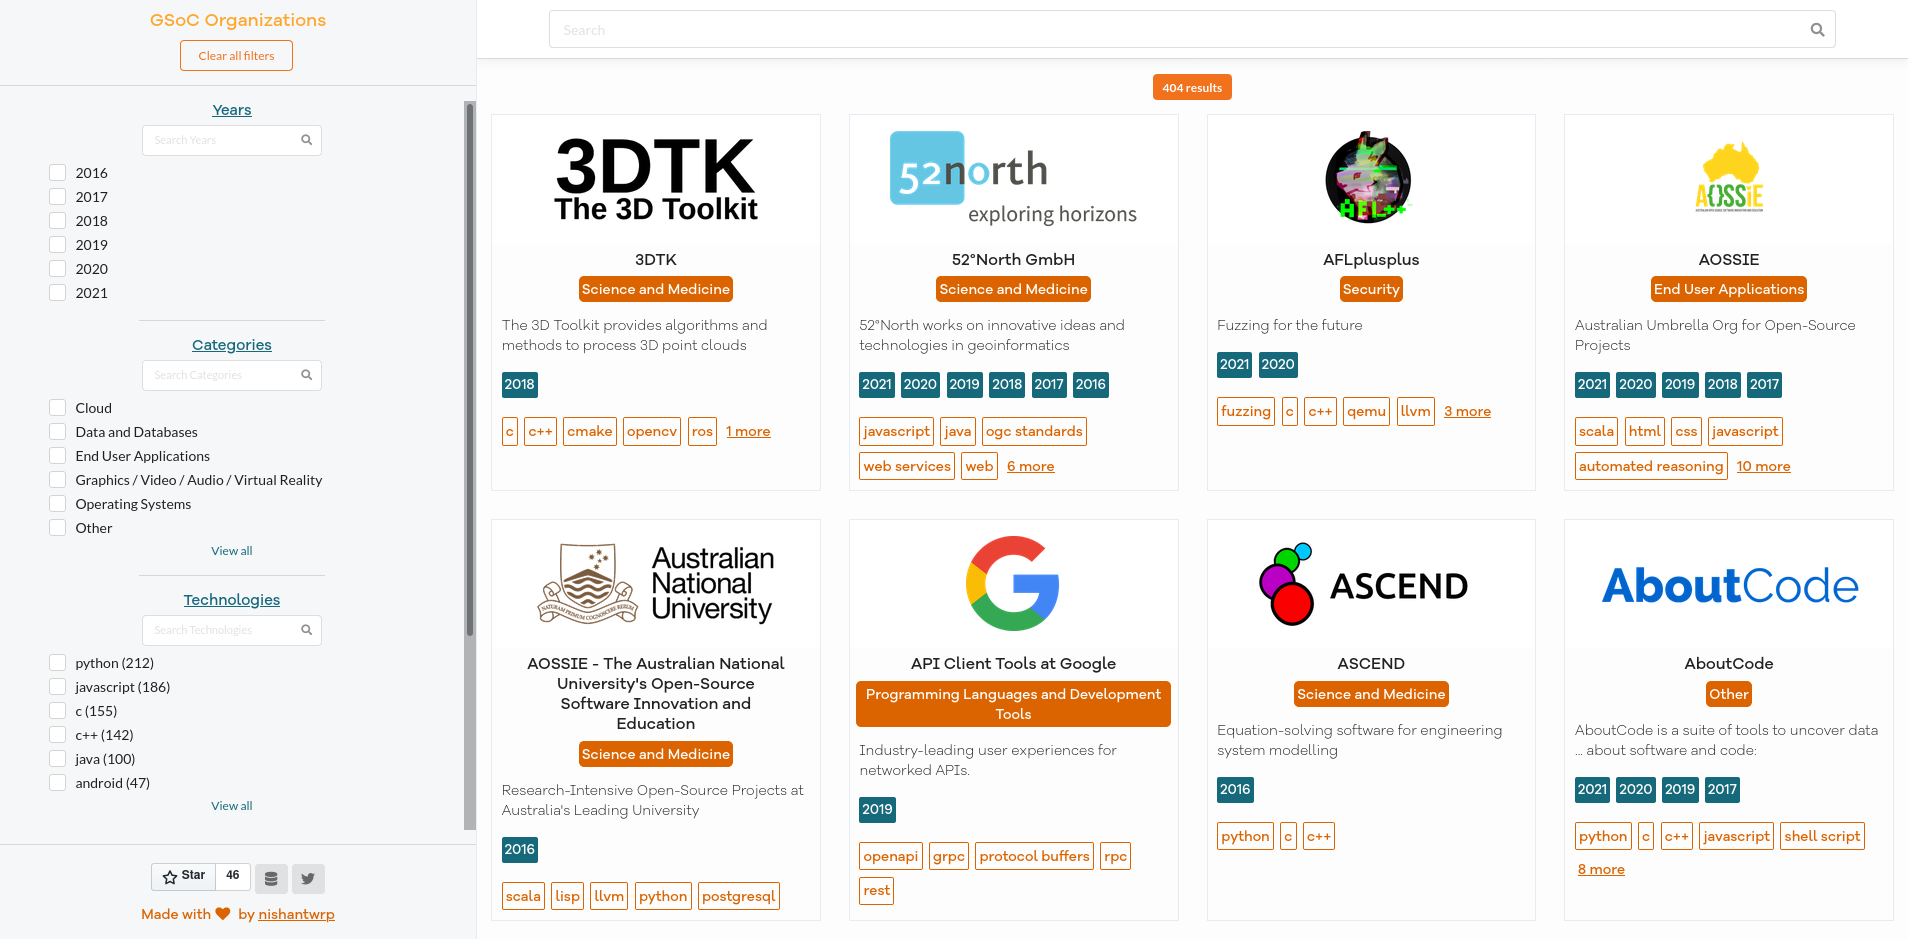 GSoC Organizations
Clear all filters
Years
Search Years
2016
2017
2018
2019
2020
2021
Categories
Search Categories
Cloud
Data and Databases
End User Applications
Graphics / Video / Audio / Virtual Reality
Operating Systems
Other
View all
Technologies
Search Technologies
python (212)
javascript (186)
c (155)
c++ (142)
java (100)
android (47)
View all
Star 46
Made with by nishantwrp
Search
404 results
3DTK
The 3D Toolkit
3DTK
Science and Medicine
The 3D Toolkit provides algorithms and
methods to process 3D point clouds
2018
c c++ cmake opencv ros 1 more
52north
exploring horizons
52°North GmbH
Science and Medicine
52°North works on innovative ideas and
technologies in geoinformatics
2021 2020 2019 2018 2017 2016
javascript java ogc standards
web services web 6 more
AFL++
AFLplusplus
Security
Fuzzing for the future
2021 2020
fuzzing c c++ qemu llvm 3 more
AOSSIE
AOSSIE
End User Applications
Australian Umbrella Org for Open-Source
Projects
2021 2020 2019 2018 2017
scala html css javascript
automated reasoning 10 more
Australian
National
University
AOSSIE - The Australian National
University's Open-Source
Software Innovation and
Education
Science and Medicine
Research-Intensive Open-Source Projects at
Australia's Leading University
2016
scala lisp llvm python postgresql
API Client Tools at Google
Programming Languages and Development
Tools
Industry-leading user experiences for
networked APIs.
2019
openapi grpc protocol buffers rpc
rest
ASCEND
ASCEND
Science and Medicine
Equation-solving software for engineering
system modelling
2016
python c c++
AboutCode
AboutCode
Other
AboutCode is a suite of tools to uncover data
... about software and code:
2021 2020 2019 2017
python c c++ javascript shell script
8 more